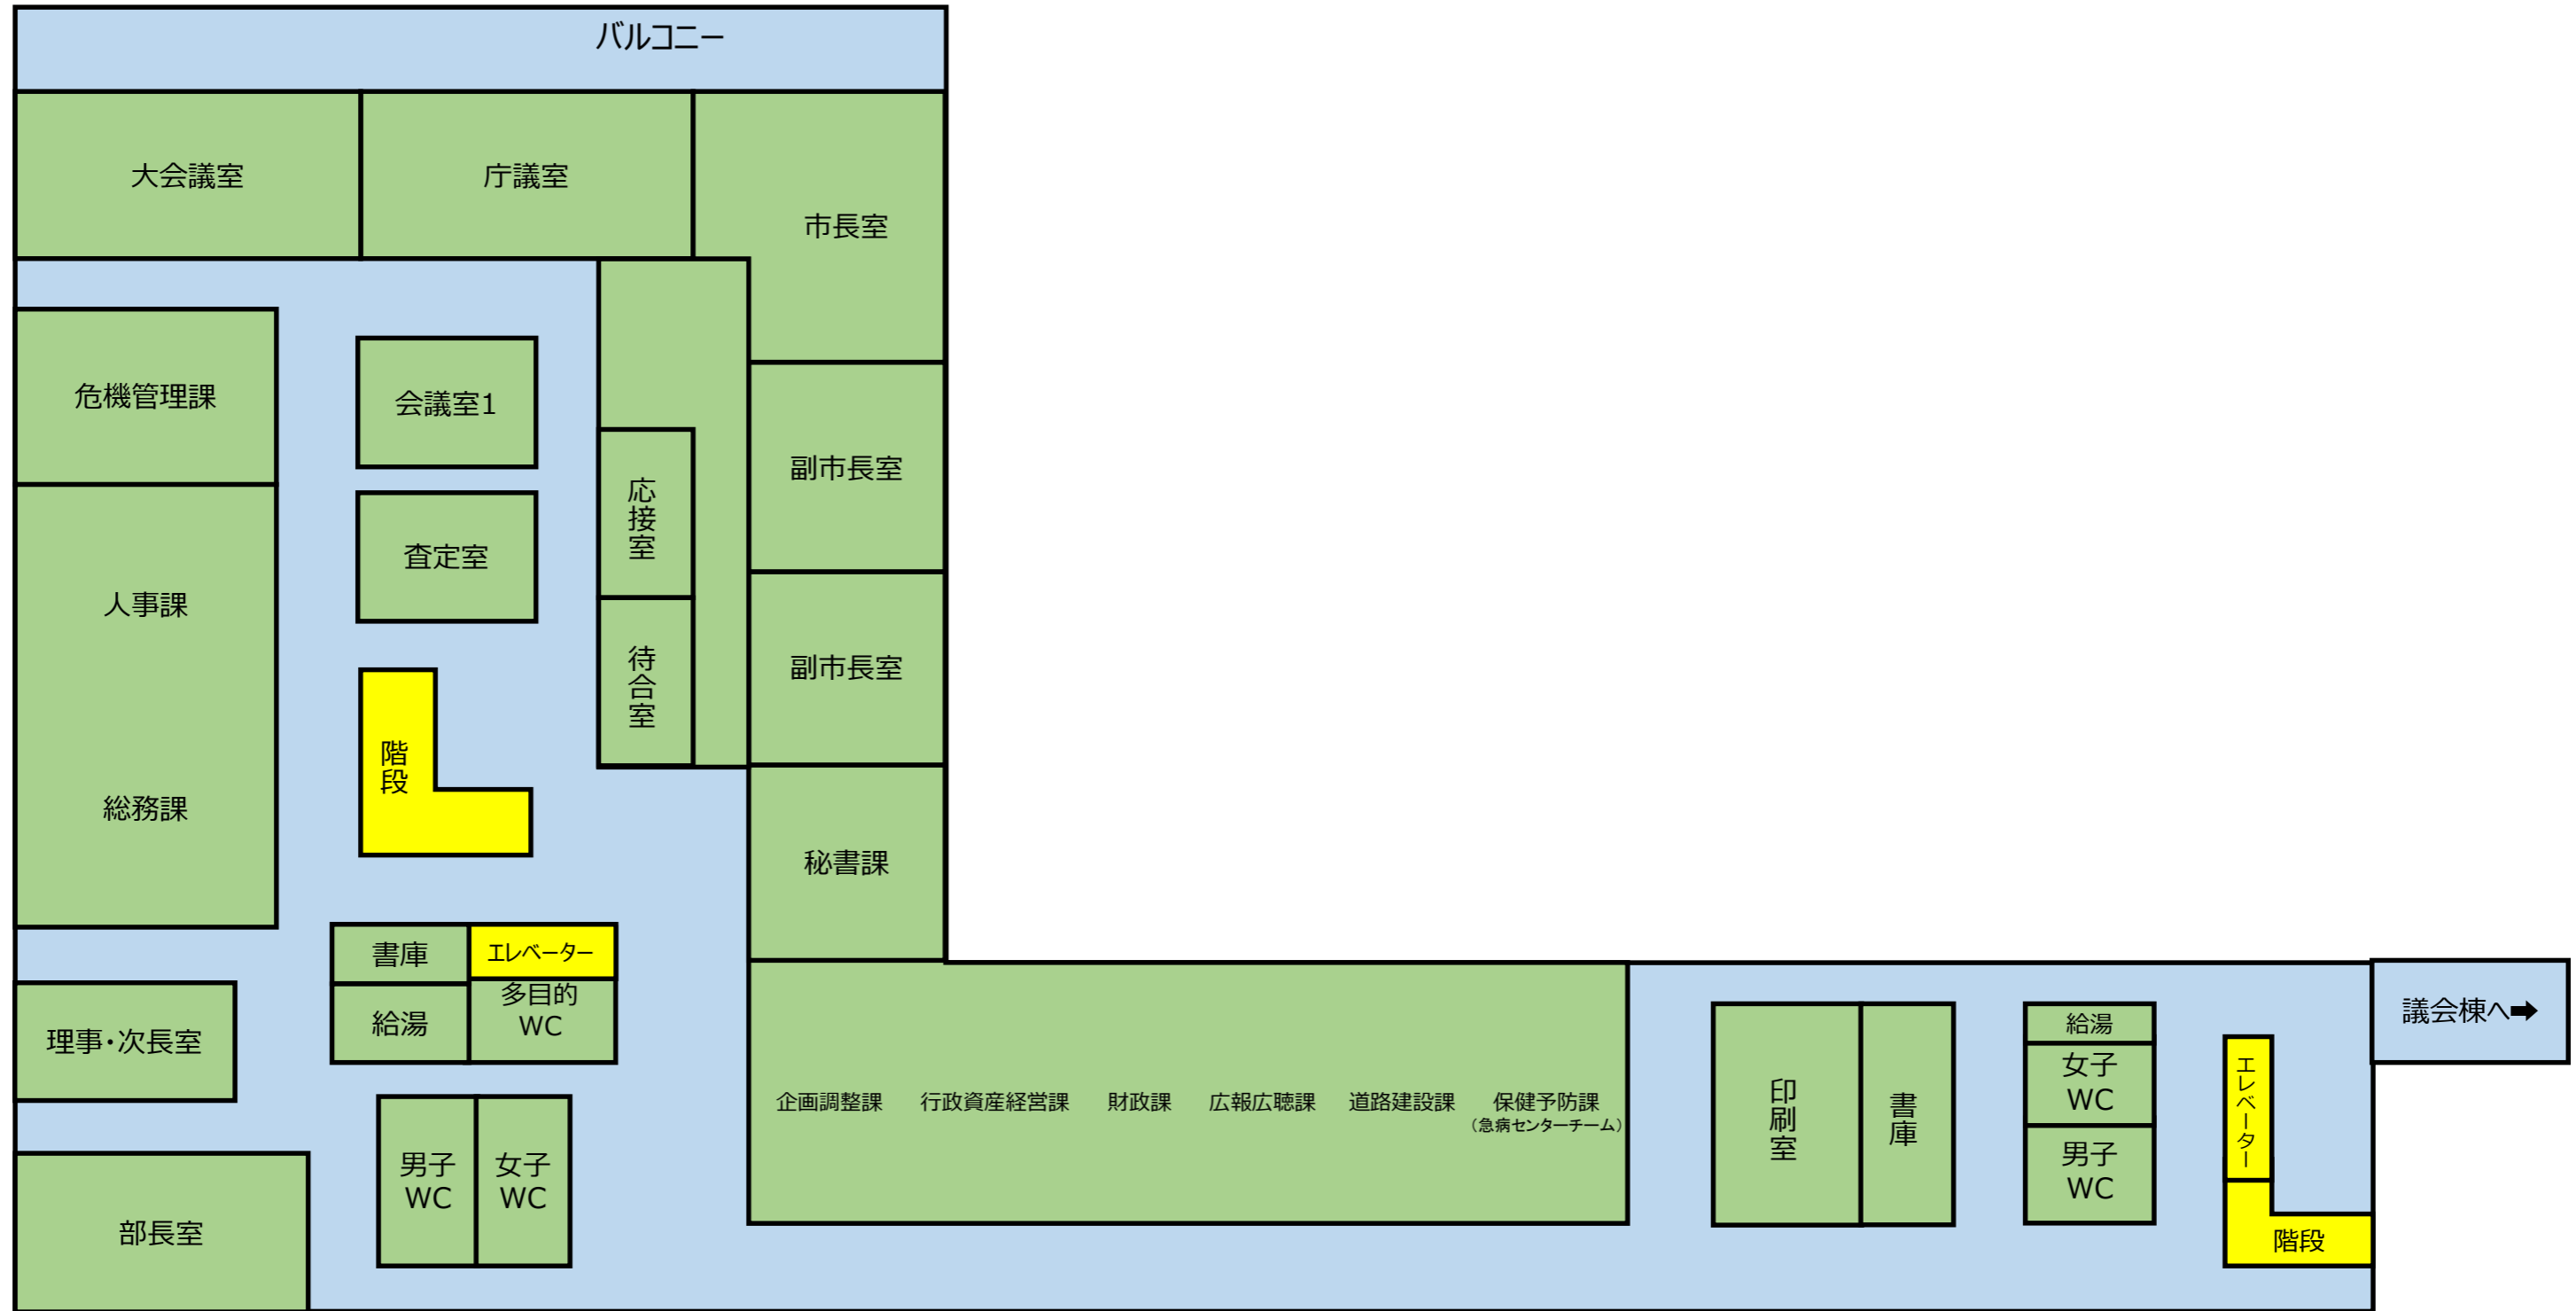 バルコニー
大会議室
庁議室
市長室
危機管理課
会議室1
副市長室
応接室
査定室
人事課
待合室
副市長室
階段
総務課
秘書課
書庫
エレベーター
給湯
多目的
WC
理事・次長室
男子
WC
女子
WC
部長室
企画調整課
行政資産経営課
財政課
広報広聴課
道路建設課
保健予防課
（急病センターチーム）
印刷室
書庫
給湯
女子
WC
男子
WC
エレベーター
階段
議会棟へ➡